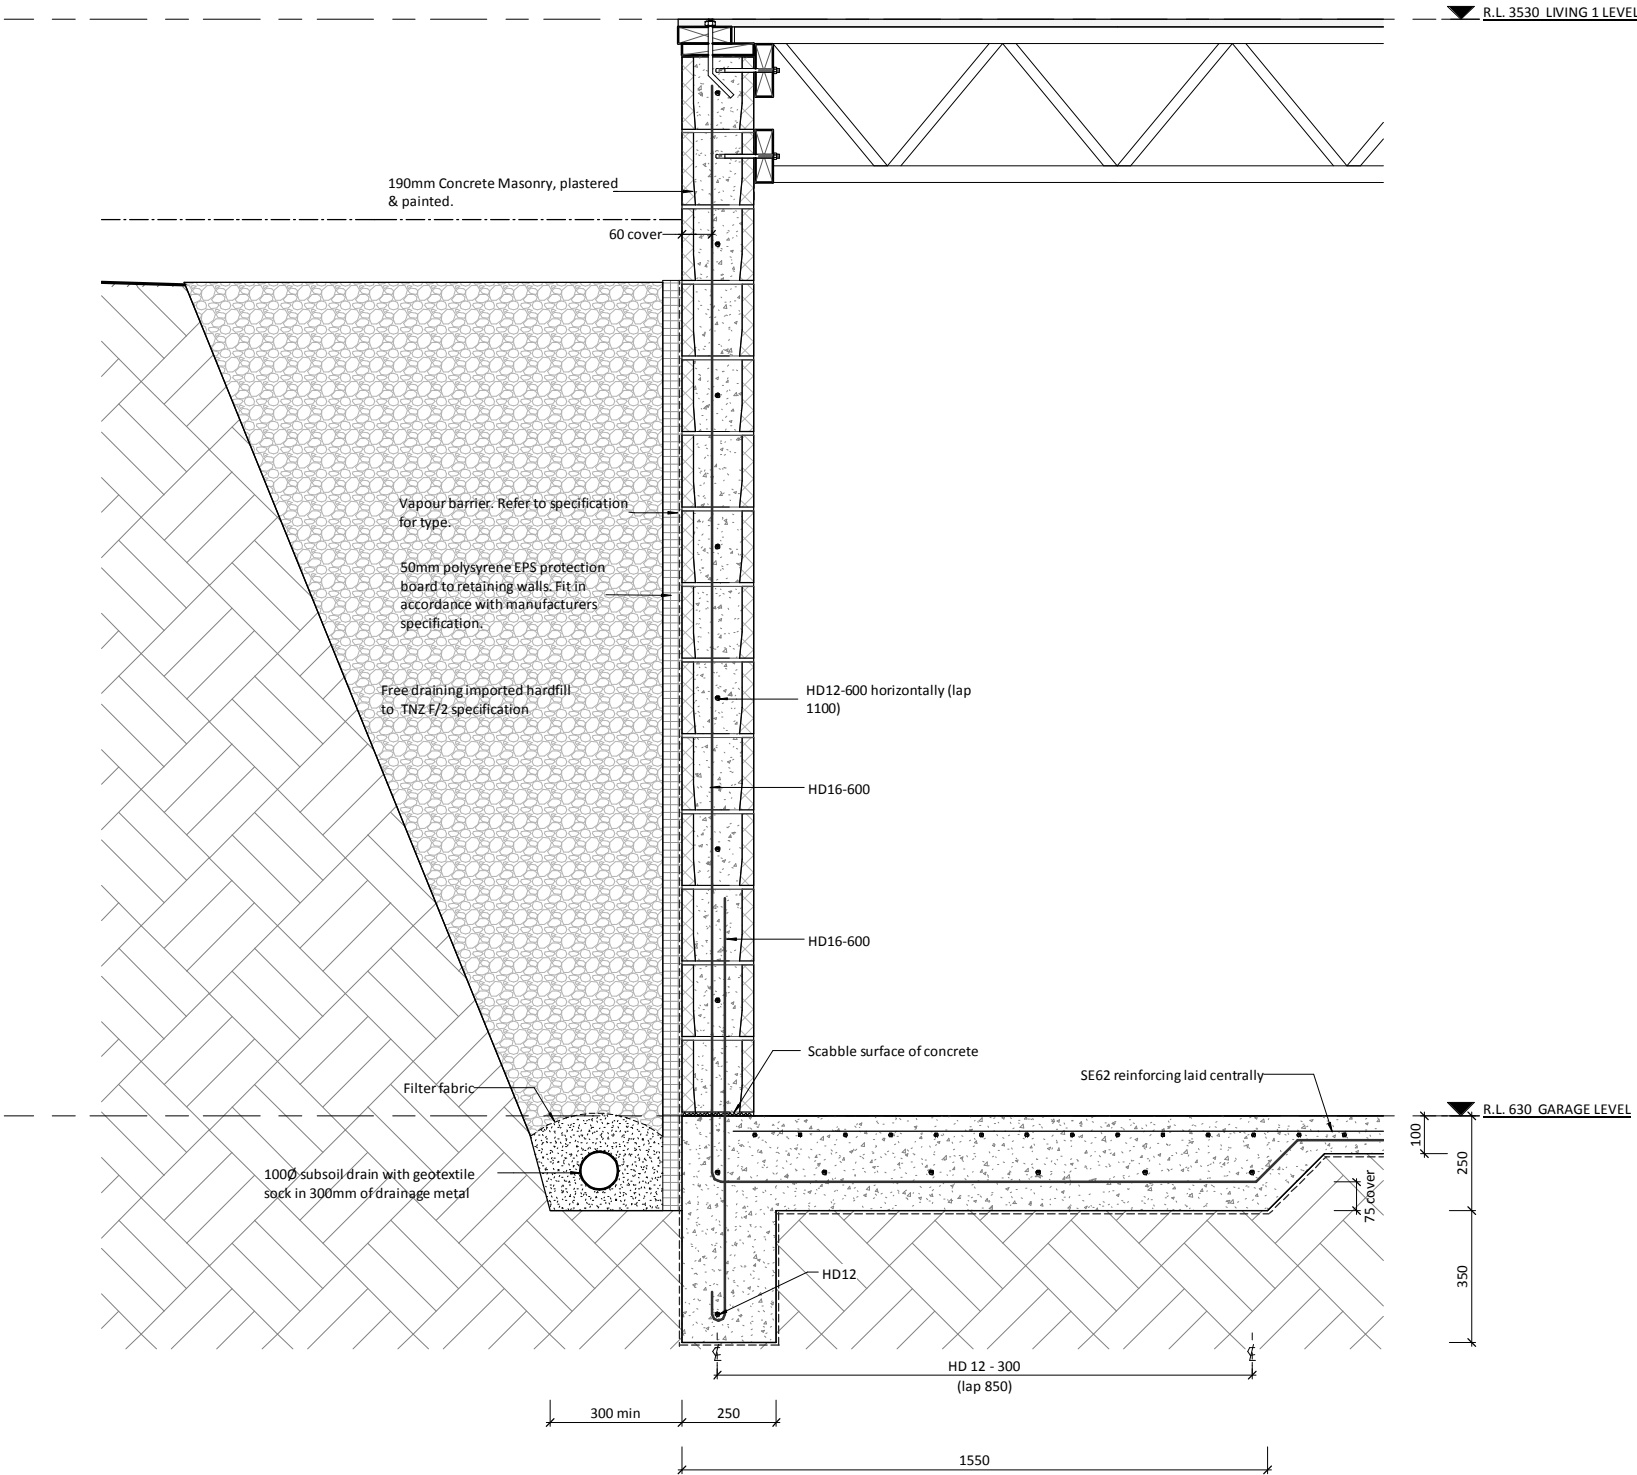 R.L. 3530 LIVING 1 LEVEL
190mm Concrete Masonry, plastered
& painted.
60 cover
Vapour barrier. Refer to specification
for type.
50mm polysyrene EPS protection
board to retaining walls. Fit in
accordance with manufacturers
specification.
Free draining imported hardfill
to TNZ F/2 specification
HD12-600 horizontally (lap
1100)
HD16-600
HD16-600
Scabble surface of concrete
SE62 reinforcing laid centrally
Filter fabric
R.L. 630 GARAGE LEVEL
100
250
100Ø subsoil drain with geotextile
sock in 300mm of drainage metal
75 cover
HD12
350
HD 12 - 300
(lap 850)
300 min
250
1550